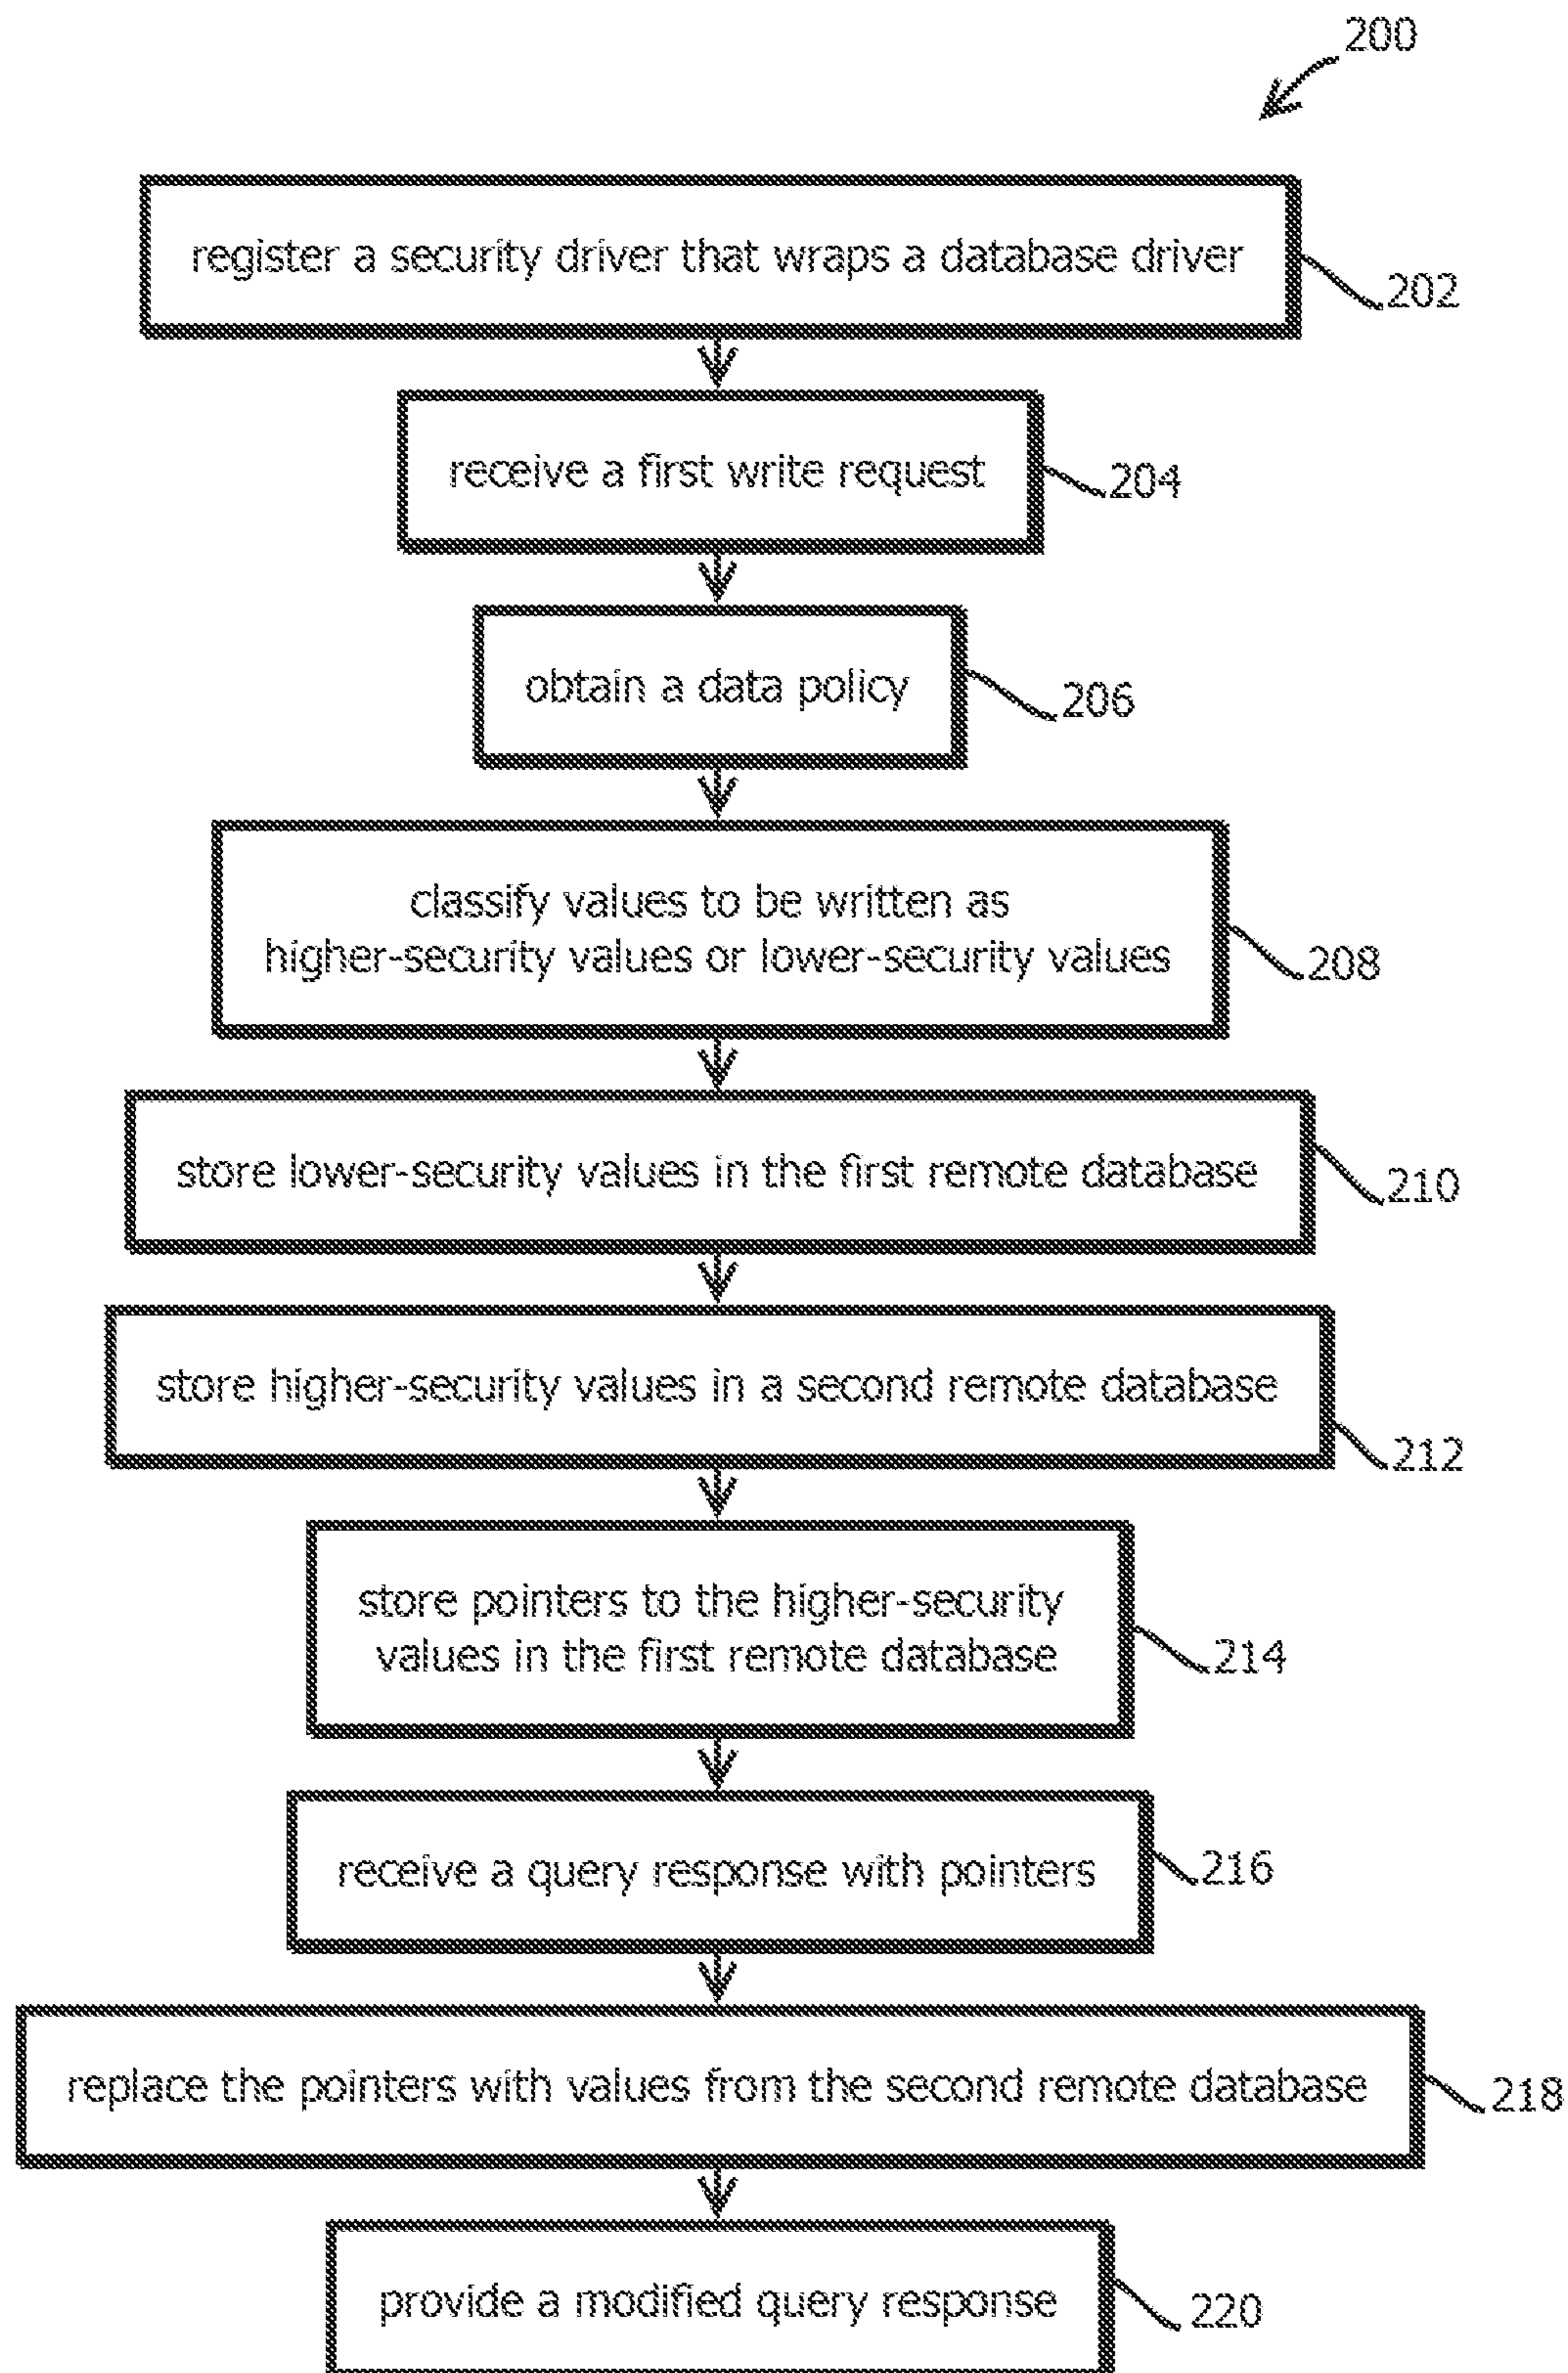 200
register a security driver that wraps a database driver
202
receive a first write request
204
obtain a data policy
206
classify values to be written as
higher-security values or lower-security values
208
store lower-security values in the first remote database
210
store higher-security values in a second remote database
212
store pointers to the higher-security
values in the first remote database
214
receive a query response with pointers
216
replace the pointers with values from the second remote database
218
provide a modified query response
220